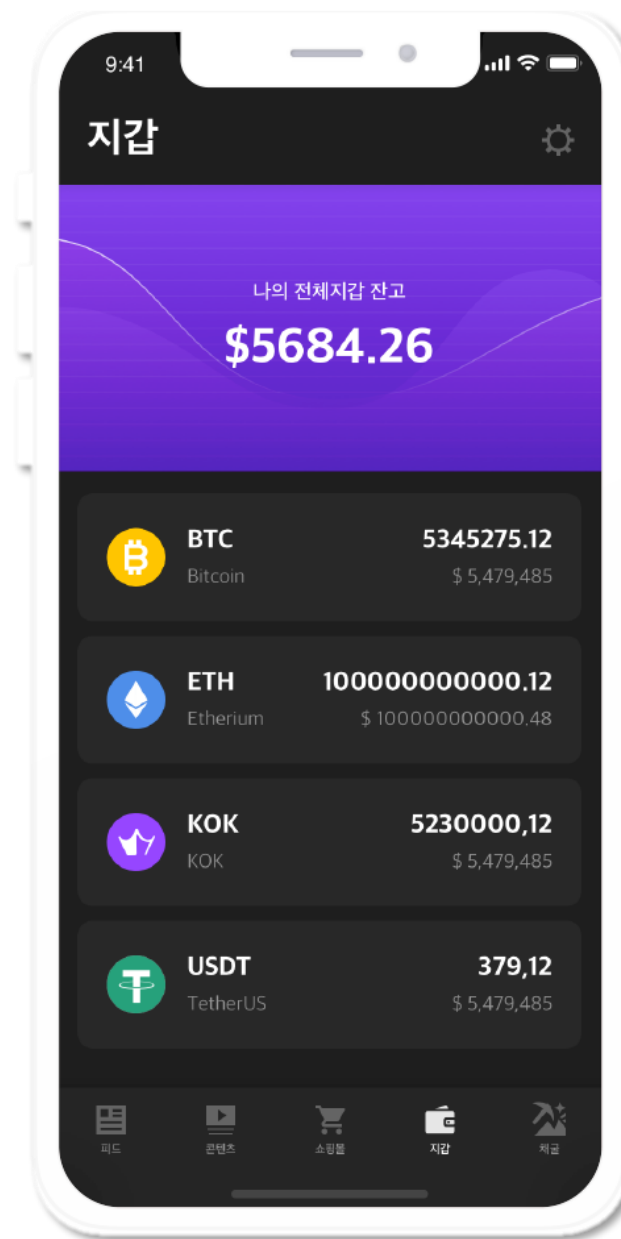 9:41
지갑
나의 전체지갑 잔고
$5684.26
BTC 5345275.12
Bitcoin $ 5,479,485
ETH 100000000000.12
Etherium $ 100000000000.48
KOK 5230000,12
KOK $ 5,479,485
USDT 379,12
TetherUS $ 5,479,485
피드 콘텐츠 쇼핑몰 지갑 채굴